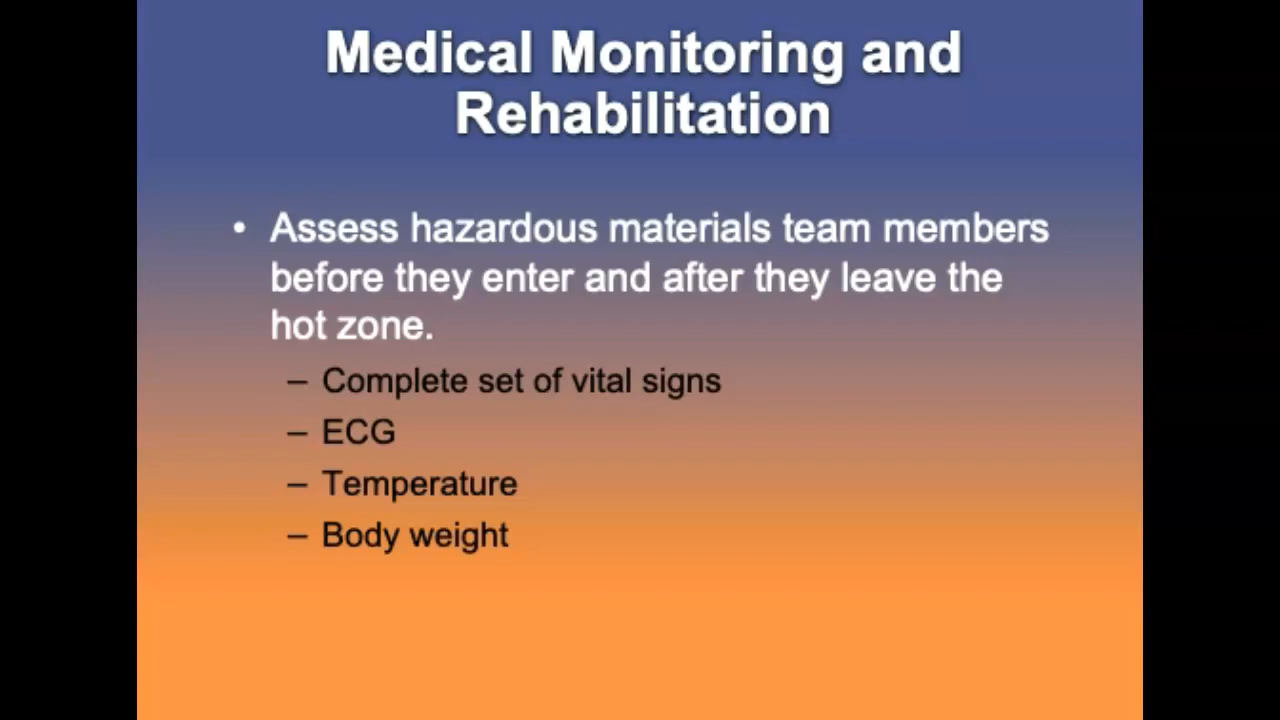 Medical Monitoring and
Rehabilitation
• Assess hazardous materials team members
before they enter and after they leave the
hot zone.
– Complete set of vital signs
– ECG
– Temperature
– Body weight